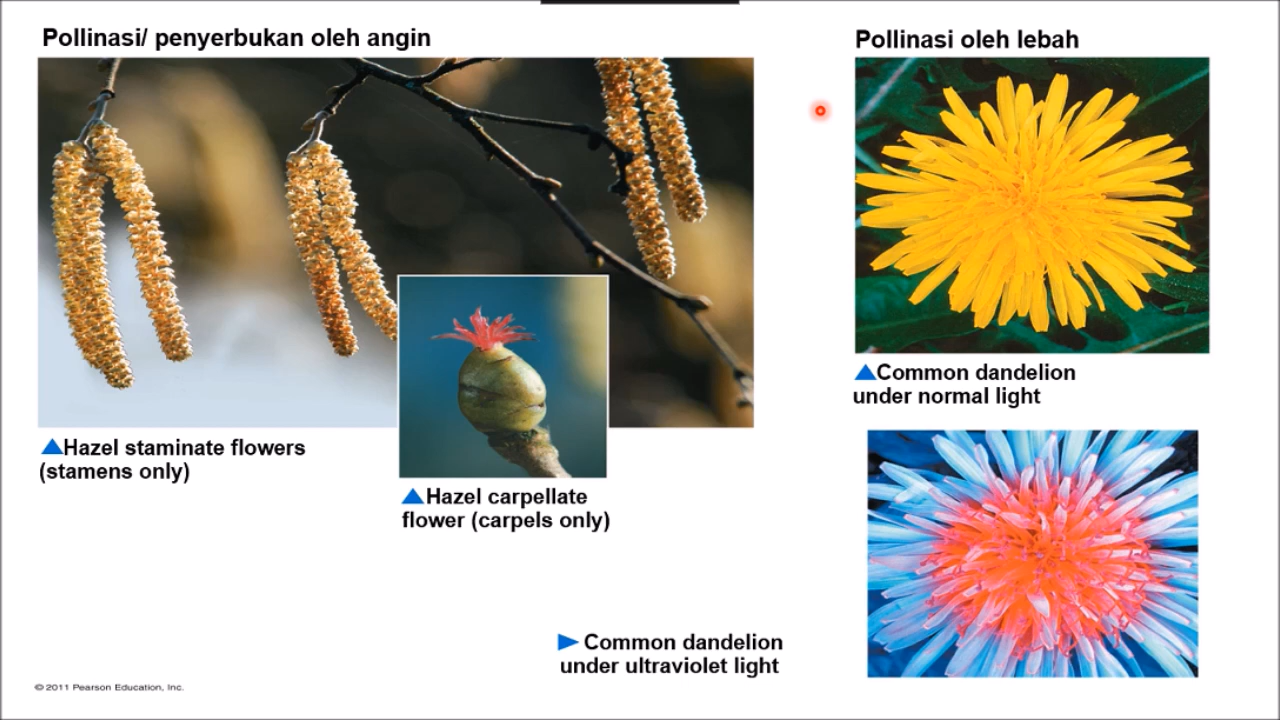 Pollinasi/ penyerbukan oleh angin
Hazel staminate flowers
(stamens only)
Hazel carpellate
flower (carpels only)
Pollinasi oleh lebah
Common dandelion
under normal light
Common dandelion
under ultraviolet light
© 2011 Pearson Education, Inc.